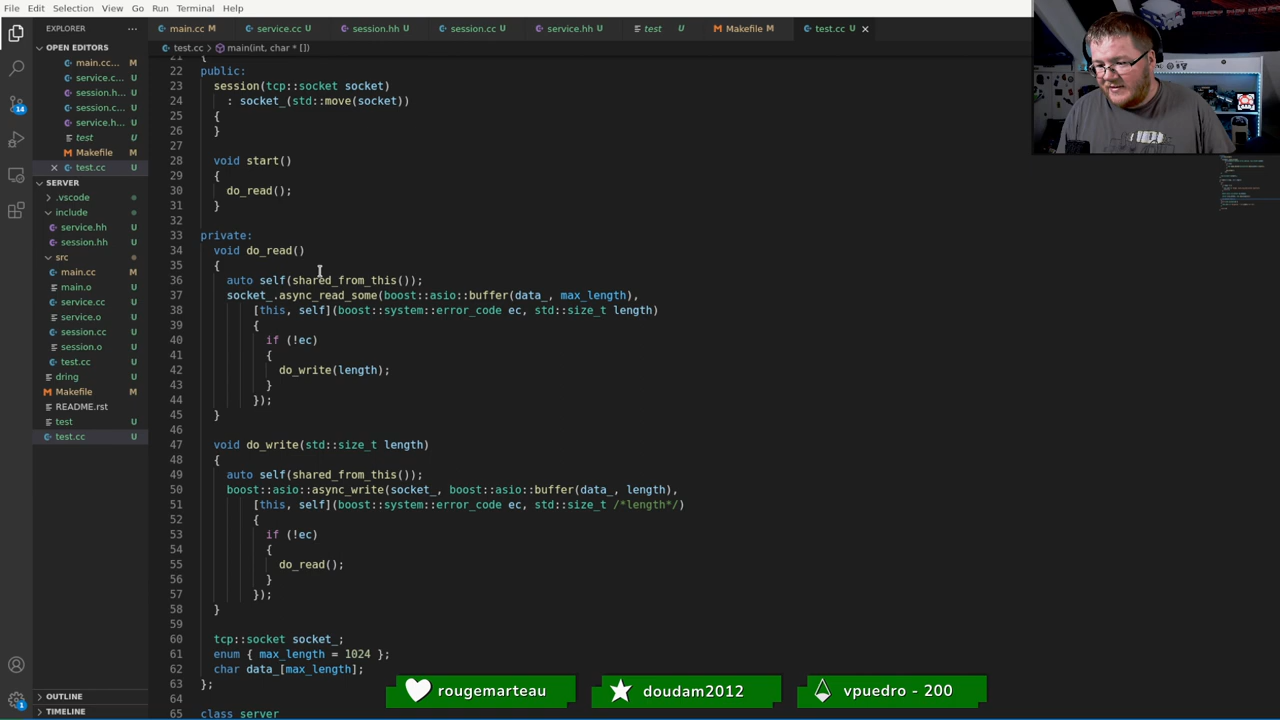 File Edit Selection View Go Run Terminal Help
EXPLORER ...
main.cc M
service.cc U
session.hh U
session.cc U
service.hh U
test U
Makefile M
test.cc U
test.cc > main(int, char * [])
OPEN EDITORS
main.cc... M
service.c... U
session.h... U
session.c... U
service.hh U
test U
Makefile M
test.cc U
SERVER
.vscode
include
service.hh U
session.hh U
src
main.cc M
main.o U
service.cc U
service.o U
session.cc U
session.o U
test.cc U
dring U
Makefile M
README.rst
test U
test.cc U
OUTLINE
TIMELINE
14
1
21 {
22 public:
23 session(tcp::socket socket)
24 : socket_(std::move(socket))
25 {
26 }
27
28 void start()
29 {
30 do_read();
31 }
32
33 private:
34 void do_read()
35 {
36 auto self(shared_from_this());
37 socket_.async_read_some(boost::asio::buffer(data_, max_length),
38 [this, self](boost::system::error_code ec, std::size_t length)
39 {
40 if (!ec)
41 {
42 do_write(length);
43 }
44 });
45 }
46
47 void do_write(std::size_t length)
48 {
49 auto self(shared_from_this());
50 boost::asio::async_write(socket_, boost::asio::buffer(data_, length),
51 [this, self](boost::system::error_code ec, std::size_t /*length*/)
52 {
53 if (!ec)
54 {
55 do_read();
56 }
57 });
58 }
59
60 tcp::socket socket_;
61 enum { max_length = 1024 };
62 char data_[max_length];
63 };
64
65 class server
rougemarteau
doudam2012
vpuedro - 200